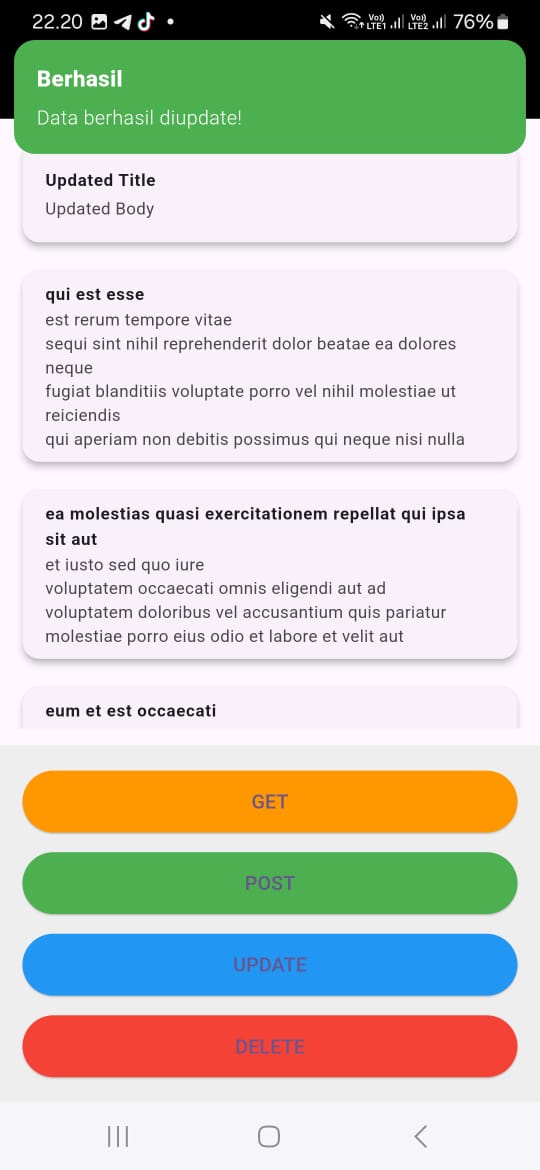 22.20
Vo)) LTE1 Vo)) LTE2 76%
Berhasil
Data berhasil diupdate!
Updated Title
Updated Body
qui est esse
est rerum tempore vitae
sequi sint nihil reprehenderit dolor beatae ea dolores
neque
fugiat blanditiis voluptate porro vel nihil molestiae ut
reiciendis
qui aperiam non debitis possimus qui neque nisi nulla
ea molestias quasi exercitationem repellat qui ipsa
sit aut
et iusto sed quo iure
voluptatem occaecati omnis eligendi aut ad
voluptatem doloribus vel accusantium quis pariatur
molestiae porro eius odio et labore et velit aut
eum et est occaecati
GET
POST
UPDATE
DELETE